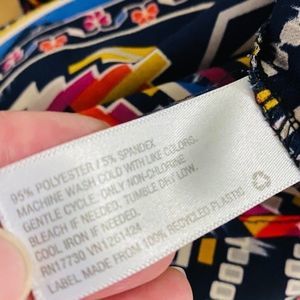 95% POLYESTER / 5% SPANDEX
MACHINE WASH COLD WITH LIKE COLORS.
GENTLE CYCLE. ONLY NON-CHLORINE
BLEACH IF NEEDED. TUMBLE DRY LOW.
COOL IRON IF NEEDED.
RN17730 VN1261424
LABEL MADE FROM 100% RECYCLED PLASTIC